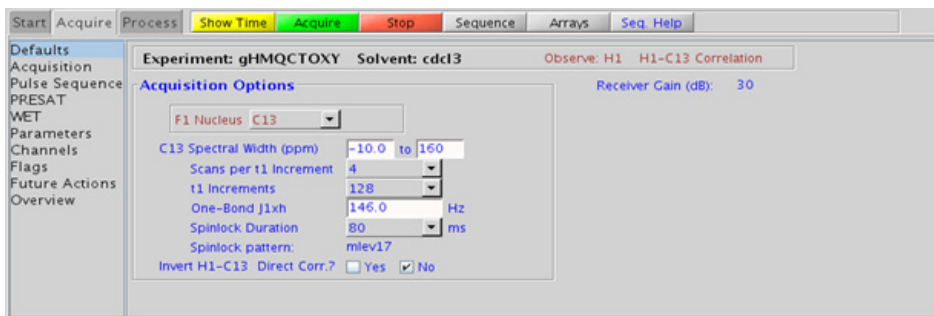 Start Acquire Process Show Time Acquire Stop Sequence Arrays Seq. Help
Defaults
Acquisition
Pulse Sequence
PRESAT
WET
Parameters
Channels
Flags
Future Actions
Overview
Experiment: gHMQCTOXY Solvent: cdcl3 Observe: H1 H1-C13 Correlation
Acquisition Options
Receiver Gain (dB): 30
F1 Nucleus C13
C13 Spectral Width (ppm) -10.0 to 160
Scans per t1 Increment 4
t1 Increments 128
One-Bond J1xh 146.0 Hz
Spinlock Duration 80 ms
Spinlock pattern: mlev17
Invert H1-C13 Direct Corr.? Yes No